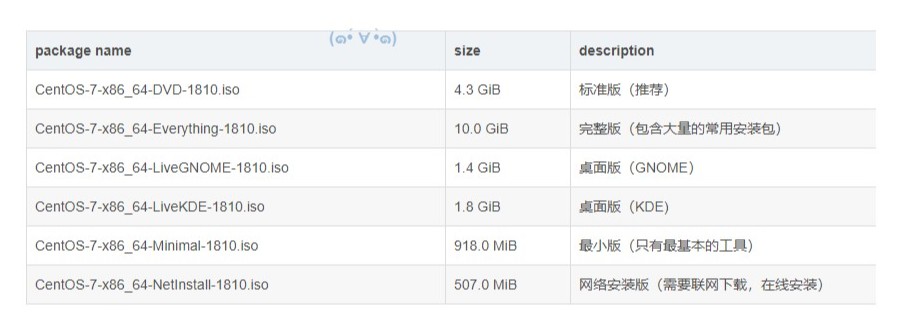 (๑• ∀ •๑)
package name size description
CentOS-7-x86_64-DVD-1810.iso 4.3 GiB 标准版（推荐）
CentOS-7-x86_64-Everything-1810.iso 10.0 GiB 完整版（包含大量的常用安装包）
CentOS-7-x86_64-LiveGNOME-1810.iso 1.4 GiB 桌面版（GNOME）
CentOS-7-x86_64-LiveKDE-1810.iso 1.8 GiB 桌面版（KDE）
CentOS-7-x86_64-Minimal-1810.iso 918.0 MiB 最小版（只有最基本的工具）
CentOS-7-x86_64-NetInstall-1810.iso 507.0 MiB 网络安装版（需要联网下载，在线安装）